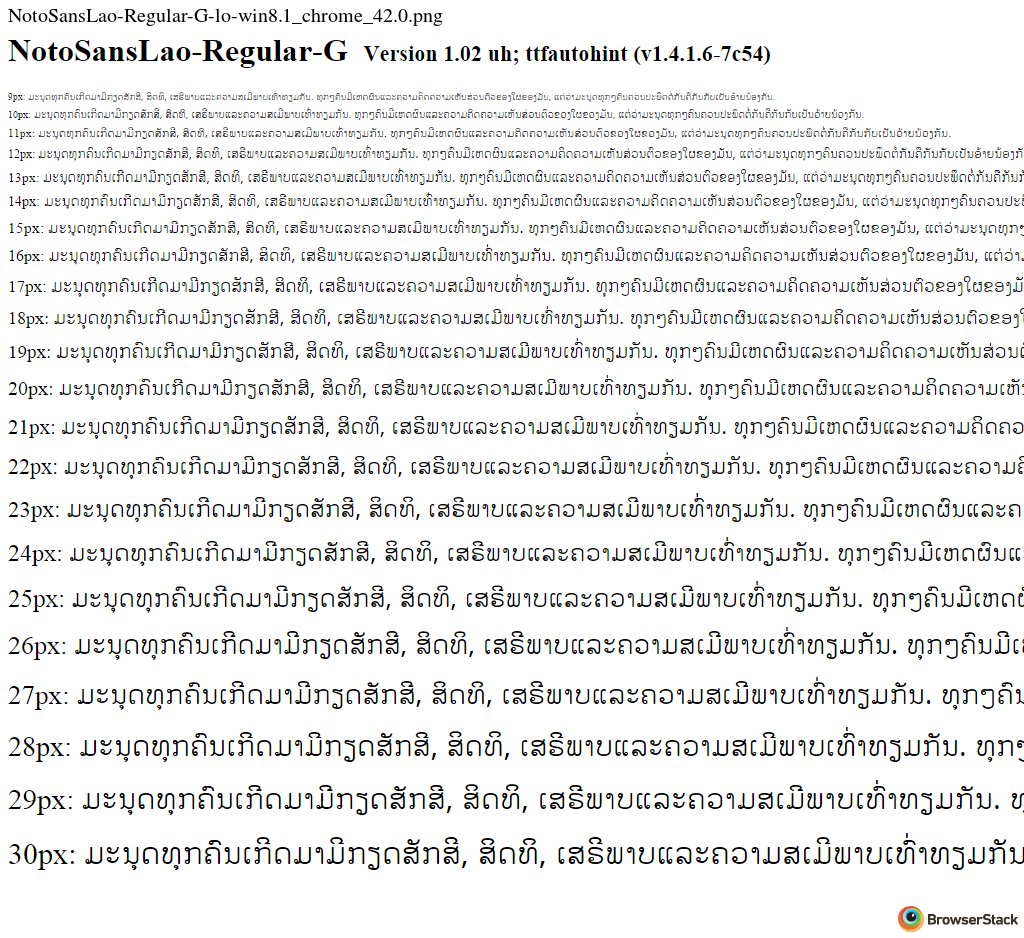 NotoSansLao-Regular-G-lo-win8.1_chrome_42.0.png
NotoSansLao-Regular-G Version 1.02 uh; ttfautohint (v1.4.1.6-7c54)
9px: ມະນຸດທຸກຄົນເກີດມາມີກຽດສັກສີ, ສິດທິ, ເສຣີພາບແລະຄວາມສເມີພາບເທົ່າທຽມກັນ. ທຸກໆຄົນມີເຫດຜົນແລະຄວາມຄິດຄວາມເຫັນສ່ວນຕົວຂອງໃຜຂອງມັນ, ແຕ່ວ່າມະນຸດທຸກໆຄົນຄວນປະພຶດຕໍ່ກັນຄືກັນກັບເປັນອ້າຍນ້ອງກັນ.
10px: ມະນຸດທຸກຄົນເກີດມາມີກຽດສັກສີ, ສິດທິ, ເສຣີພາບແລະຄວາມສເມີພາບເທົ່າທຽມກັນ. ທຸກໆຄົນມີເຫດຜົນແລະຄວາມຄິດຄວາມເຫັນສ່ວນຕົວຂອງໃຜຂອງມັນ, ແຕ່ວ່າມະນຸດທຸກໆຄົນຄວນປະພຶດຕໍ່ກັນຄືກັນກັບເປັນອ້າຍນ້ອງກັນ.
11px: ມະນຸດທຸກຄົນເກີດມາມີກຽດສັກສີ, ສິດທິ, ເສຣີພາບແລະຄວາມສເມີພາບເທົ່າທຽມກັນ. ທຸກໆຄົນມີເຫດຜົນແລະຄວາມຄິດຄວາມເຫັນສ່ວນຕົວຂອງໃຜຂອງມັນ, ແຕ່ວ່າມະນຸດທຸກໆຄົນຄວນປະພຶດຕໍ່ກັນຄືກັນກັບເປັນອ້າຍນ້ອງກັນ.
12px: ມະນຸດທຸກຄົນເກີດມາມີກຽດສັກສີ, ສິດທິ, ເສຣີພາບແລະຄວາມສເມີພາບເທົ່າທຽມກັນ. ທຸກໆຄົນມີເຫດຜົນແລະຄວາມຄິດຄວາມເຫັນສ່ວນຕົວຂອງໃຜຂອງມັນ, ແຕ່ວ່າມະນຸດທຸກໆຄົນຄວນປະພຶດຕໍ່ກັນຄືກັນກັບເປັນອ້າຍນ້ອງກັ
13px: ມະນຸດທຸກຄົນເກີດມາມີກຽດສັກສີ, ສິດທິ, ເສຣີພາບແລະຄວາມສເມີພາບເທົ່າທຽມກັນ. ທຸກໆຄົນມີເຫດຜົນແລະຄວາມຄິດຄວາມເຫັນສ່ວນຕົວຂອງໃຜຂອງມັນ, ແຕ່ວ່າມະນຸດທຸກໆຄົນຄວນປະພຶດຕໍ່ກັນຄືກັນກັ
14px: ມະນຸດທຸກຄົນເກີດມາມີກຽດສັກສີ, ສິດທິ, ເສຣີພາບແລະຄວາມສເມີພາບເທົ່າທຽມກັນ. ທຸກໆຄົນມີເຫດຜົນແລະຄວາມຄິດຄວາມເຫັນສ່ວນຕົວຂອງໃຜຂອງມັນ, ແຕ່ວ່າມະນຸດທຸກໆຄົນຄວນປະພຶ
15px: ມະນຸດທຸກຄົນເກີດມາມີກຽດສັກສີ, ສິດທິ, ເສຣີພາບແລະຄວາມສເມີພາບເທົ່າທຽມກັນ. ທຸກໆຄົນມີເຫດຜົນແລະຄວາມຄິດຄວາມເຫັນສ່ວນຕົວຂອງໃຜຂອງມັນ, ແຕ່ວ່າມະນຸດທຸກໆ
16px: ມະນຸດທຸກຄົນເກີດມາມີກຽດສັກສີ, ສິດທິ, ເສຣີພາບແລະຄວາມສເມີພາບເທົ່າທຽມກັນ. ທຸກໆຄົນມີເຫດຜົນແລະຄວາມຄິດຄວາມເຫັນສ່ວນຕົວຂອງໃຜຂອງມັນ, ແຕ່ວ່າມ
17px: ມະນຸດທຸກຄົນເກີດມາມີກຽດສັກສີ, ສິດທິ, ເສຣີພາບແລະຄວາມສເມີພາບເທົ່າທຽມກັນ. ທຸກໆຄົນມີເຫດຜົນແລະຄວາມຄິດຄວາມເຫັນສ່ວນຕົວຂອງໃຜຂອງມັ
18px: ມະນຸດທຸກຄົນເກີດມາມີກຽດສັກສີ, ສິດທິ, ເສຣີພາບແລະຄວາມສເມີພາບເທົ່າທຽມກັນ. ທຸກໆຄົນມີເຫດຜົນແລະຄວາມຄິດຄວາມເຫັນສ່ວນຕົວຂອງໃ
19px: ມະນຸດທຸກຄົນເກີດມາມີກຽດສັກສີ, ສິດທິ, ເສຣີພາບແລະຄວາມສເມີພາບເທົ່າທຽມກັນ. ທຸກໆຄົນມີເຫດຜົນແລະຄວາມຄິດຄວາມເຫັນສ່ວນຕົ
20px: ມະນຸດທຸກຄົນເກີດມາມີກຽດສັກສີ, ສິດທິ, ເສຣີພາບແລະຄວາມສເມີພາບເທົ່າທຽມກັນ. ທຸກໆຄົນມີເຫດຜົນແລະຄວາມຄິດຄວາມເຫັນ
21px: ມະນຸດທຸກຄົນເກີດມາມີກຽດສັກສີ, ສິດທິ, ເສຣີພາບແລະຄວາມສເມີພາບເທົ່າທຽມກັນ. ທຸກໆຄົນມີເຫດຜົນແລະຄວາມຄິດຄວ
22px: ມະນຸດທຸກຄົນເກີດມາມີກຽດສັກສີ, ສິດທິ, ເສຣີພາບແລະຄວາມສເມີພາບເທົ່າທຽມກັນ. ທຸກໆຄົນມີເຫດຜົນແລະຄວາມຄິ
23px: ມະນຸດທຸກຄົນເກີດມາມີກຽດສັກສີ, ສິດທິ, ເສຣີພາບແລະຄວາມສເມີພາບເທົ່າທຽມກັນ. ທຸກໆຄົນມີເຫດຜົນແລະຄ
24px: ມະນຸດທຸກຄົນເກີດມາມີກຽດສັກສີ, ສິດທິ, ເສຣີພາບແລະຄວາມສເມີພາບເທົ່າທຽມກັນ. ທຸກໆຄົນມີເຫດຜົນແລ
25px: ມະນຸດທຸກຄົນເກີດມາມີກຽດສັກສີ, ສິດທິ, ເສຣີພາບແລະຄວາມສເມີພາບເທົ່າທຽມກັນ. ທຸກໆຄົນມີເຫດຜົ
26px: ມະນຸດທຸກຄົນເກີດມາມີກຽດສັກສີ, ສິດທິ, ເສຣີພາບແລະຄວາມສເມີພາບເທົ່າທຽມກັນ. ທຸກໆຄົນມີເ
27px: ມະນຸດທຸກຄົນເກີດມາມີກຽດສັກສີ, ສິດທິ, ເສຣີພາບແລະຄວາມສເມີພາບເທົ່າທຽມກັນ. ທຸກໆຄົນ
28px: ມະນຸດທຸກຄົນເກີດມາມີກຽດສັກສີ, ສິດທິ, ເສຣີພາບແລະຄວາມສເມີພາບເທົ່າທຽມກັນ. ທຸກໆ
29px: ມະນຸດທຸກຄົນເກີດມາມີກຽດສັກສີ, ສິດທິ, ເສຣີພາບແລະຄວາມສເມີພາບເທົ່າທຽມກັນ. ທຸ
30px: ມະນຸດທຸກຄົນເກີດມາມີກຽດສັກສີ, ສິດທິ, ເສຣີພາບແລະຄວາມສເມີພາບເທົ່າທຽມກັນ
BrowserStack